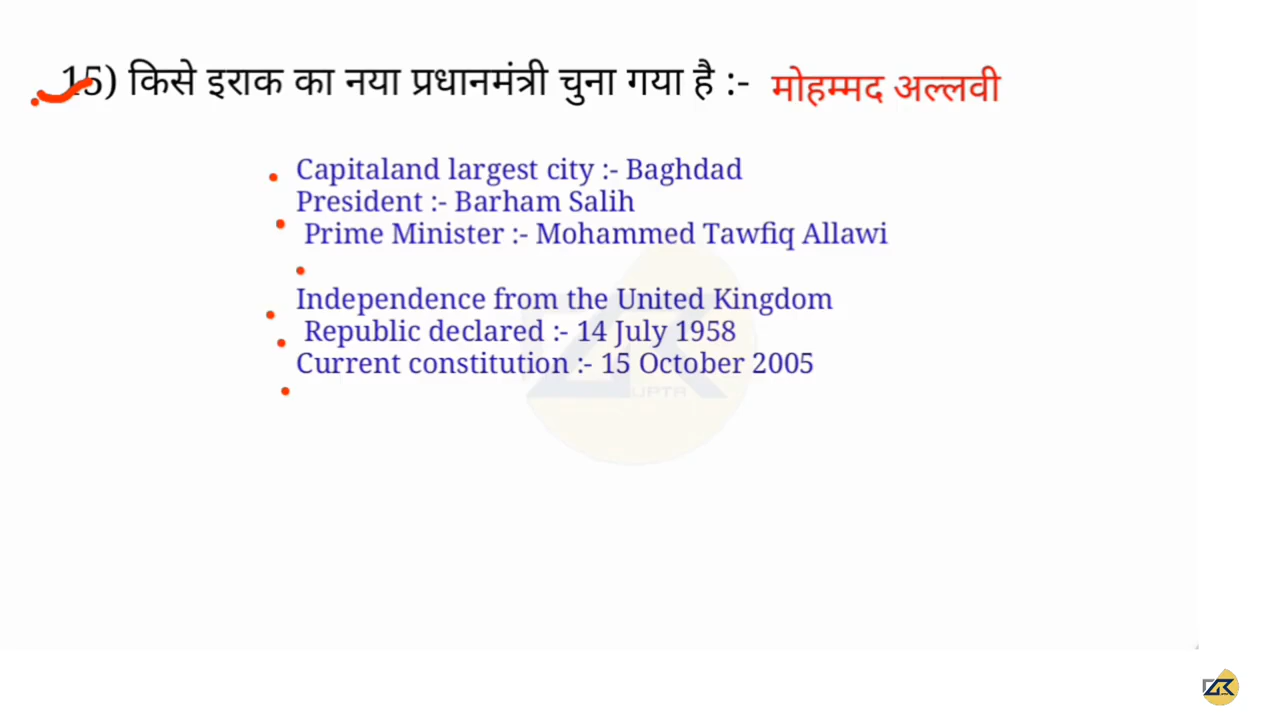 15) किसे इराक का नया प्रधानमंत्री चुना गया है :- मोहम्मद अल्लवी
Capitaland largest city :- Baghdad
President :- Barham Salih
Prime Minister :- Mohammed Tawfiq Allawi
Independence from the United Kingdom
Republic declared :- 14 July 1958
Current constitution :- 15 October 2005
UPTA